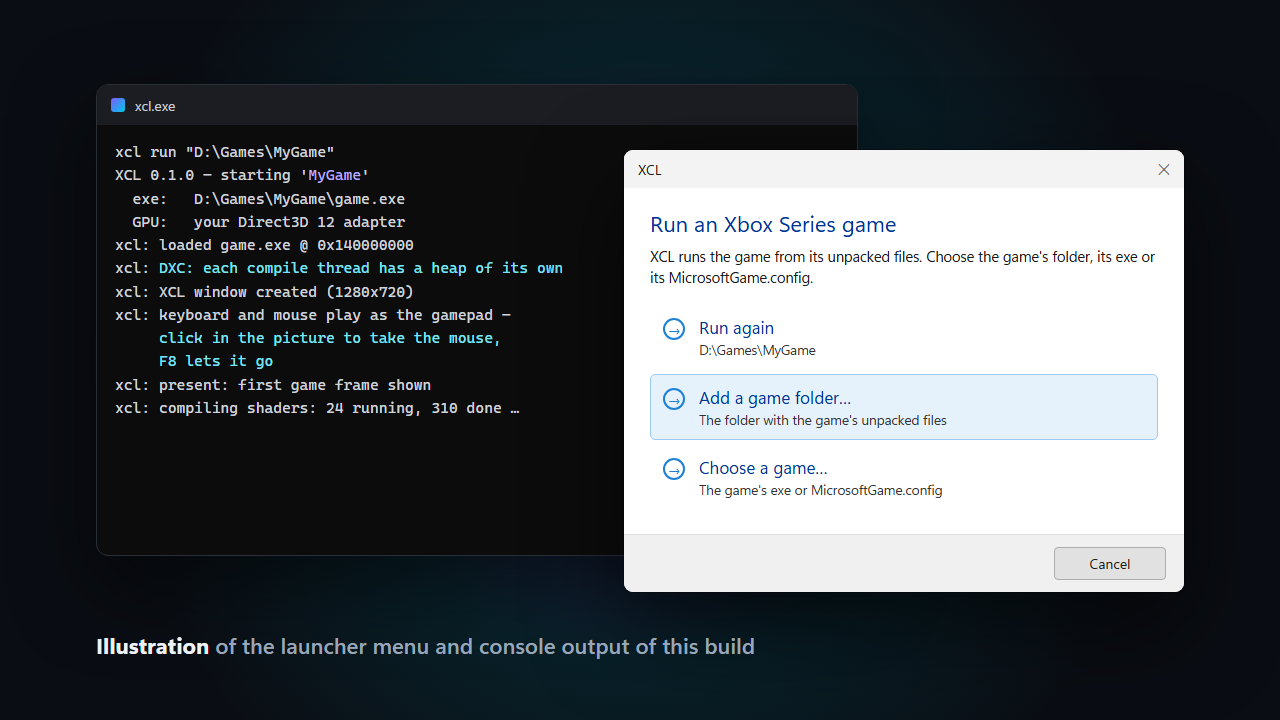 xcl.exe
xcl run "D:\Games\MyGame"
XCL 0.1.0 — starting 'MyGame'
exe: D:\Games\MyGame\game.exe
GPU: your Direct3D 12 adapter
xcl: loaded game.exe @ 0x140000000
xcl: DXC: each compile thread has a heap of its own
xcl: XCL window created (1280x720)
xcl: keyboard and mouse play as the gamepad —
click in the picture to take the mouse,
F8 lets it go
xcl: present: first game frame shown
xcl: compiling shaders: 24 running, 310 done …
XCL
Run an Xbox Series game
XCL runs the game from its unpacked files. Choose the game's folder, its exe or
its MicrosoftGame.config.
Run again
D:\Games\MyGame
Add a game folder…
The folder with the game's unpacked files
Choose a game…
The game's exe or MicrosoftGame.config
Cancel
Illustration of the launcher menu and console output of this build